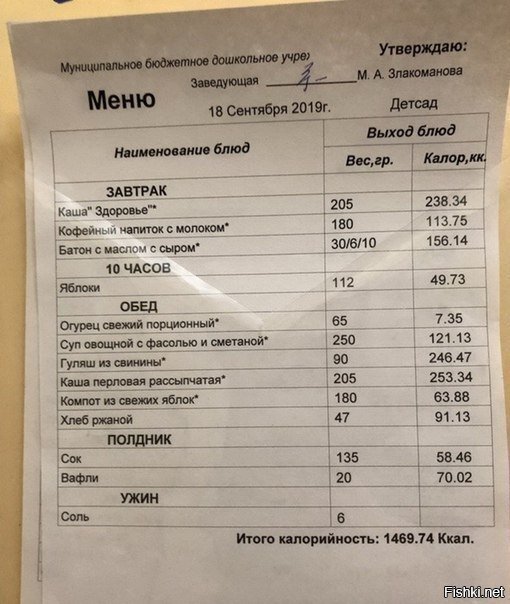 Утверждаю:
Муниципальное бюджетное дошкольное учреж
Заведующая М. А. Злакоманова
Меню 18 Сентября 2019г. Детсад
Наименование блюд Выход блюд
Вес,гр. Калор,кк.
ЗАВТРАК
Каша" Здоровье"* 205 238.34
Кофейный напиток с молоком* 180 113.75
Батон с маслом с сыром* 30/6/10 156.14
10 ЧАСОВ
Яблоки 112 49.73
ОБЕД
Огурец свежий порционный* 65 7.35
Суп овощной с фасолью и сметаной* 250 121.13
Гуляш из свинины* 90 246.47
Каша перловая рассыпчатая* 205 253.34
Компот из свежих яблок* 180 63.88
Хлеб ржаной 47 91.13
ПОЛДНИК
Сок 135 58.46
Вафли 20 70.02
УЖИН
Соль 6
Итого калорийность: 1469.74 Ккал.
Fishki.net